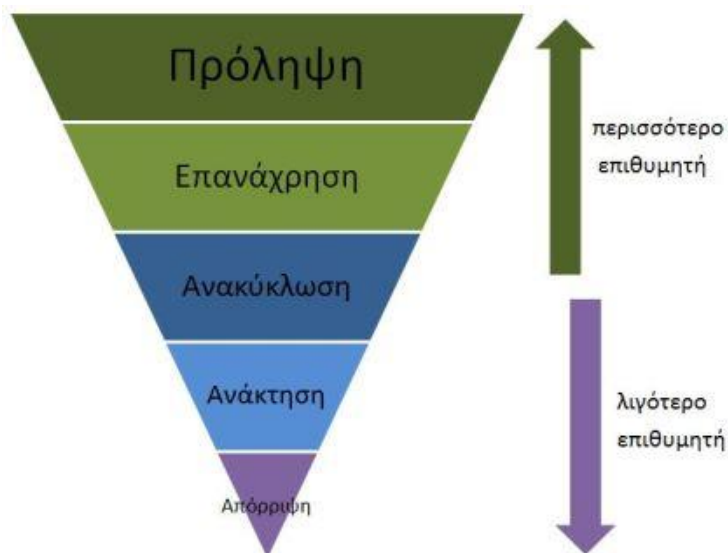 Πρόληψη
Επανάχρηση
Ανακύκλωση
Ανάκτηση
Απόρριψη
περισσότερο
επιθυμητή
λιγότερο
επιθυμητή